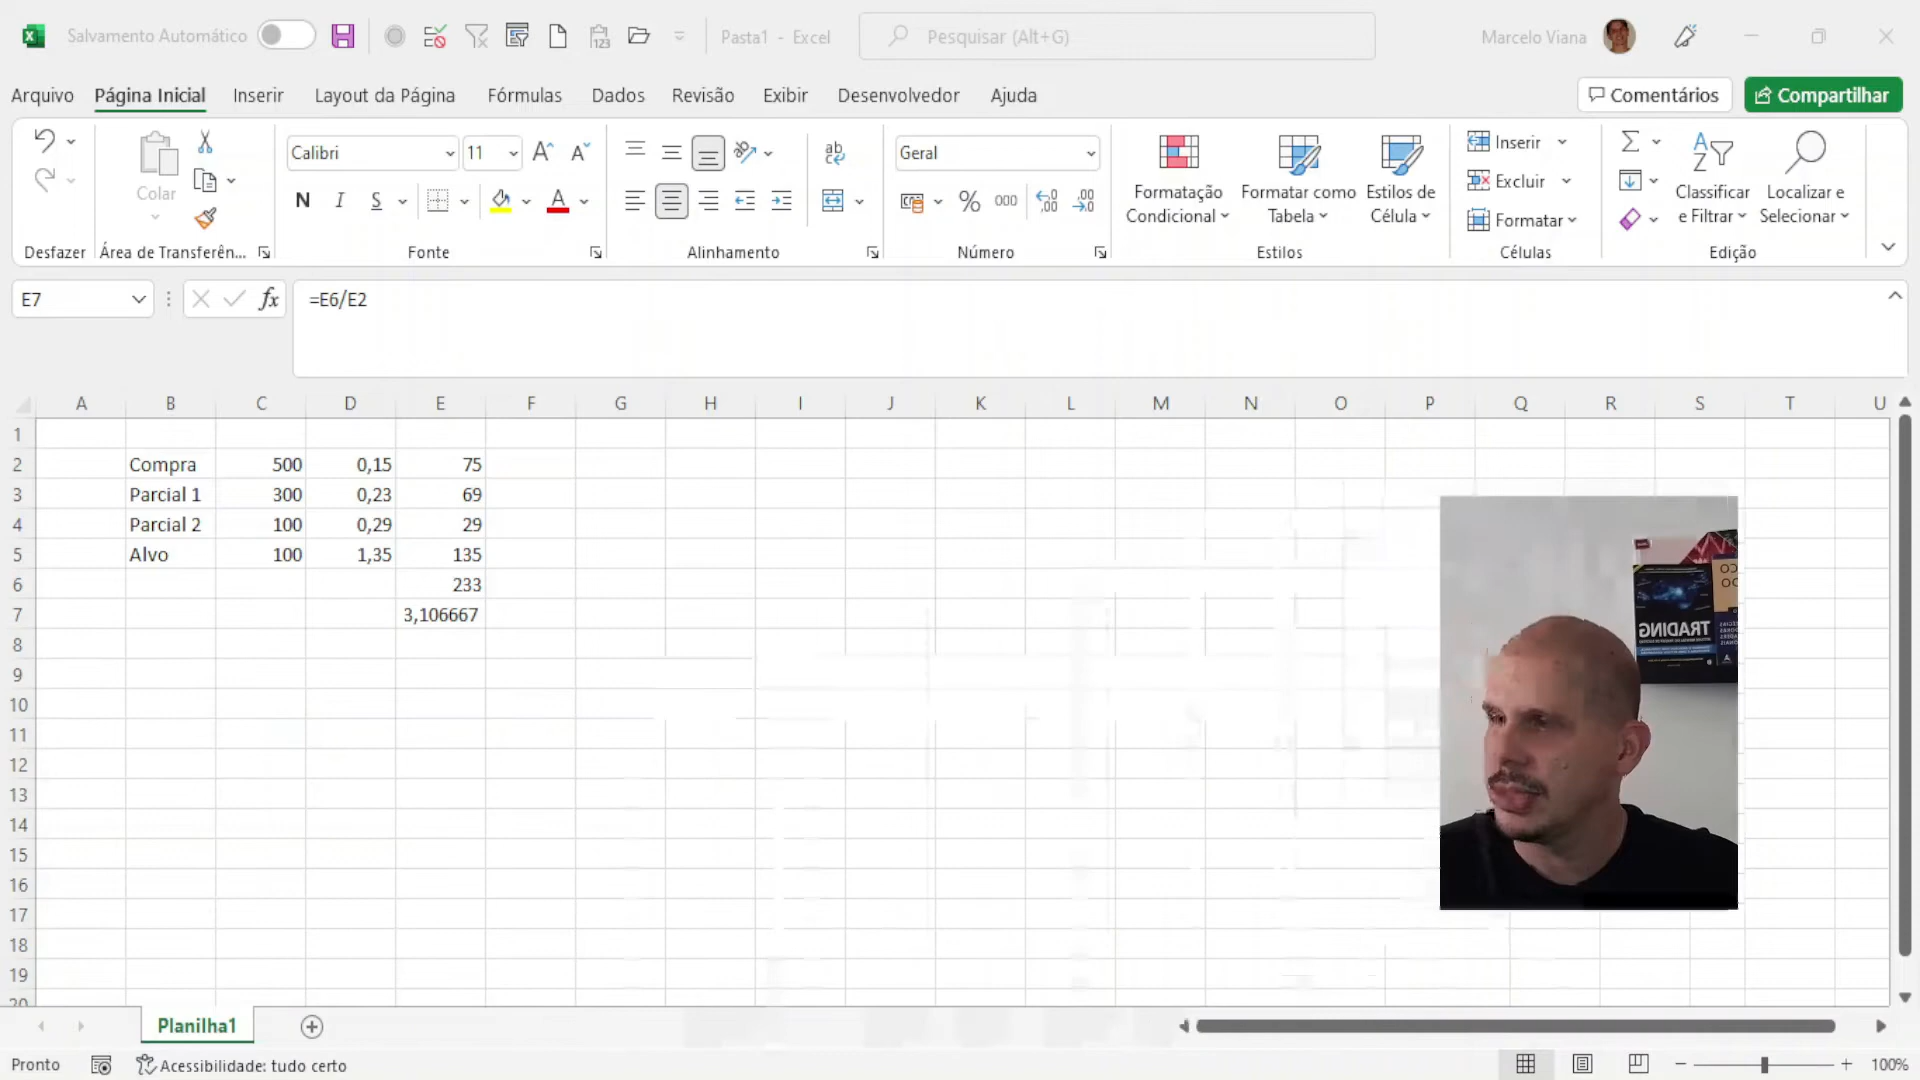 Salvamento Automático
Pasta1 - Excel
Pesquisar (Alt+G)
Marcelo Viana
Arquivo
Página Inicial
Inserir
Layout da Página
Fórmulas
Dados
Revisão
Exibir
Desenvolvedor
Ajuda
Comentários
Compartilhar
Desfazer
Colar
Área de Transferên...
Calibri
11
N
I
S
Fonte
ab
Alinhamento
Geral
%
000
Número
Formatação
Condicional
Formatar como
Tabela
Estilos de
Célula
Estilos
Inserir
Excluir
Formatar
Células
Classificar
e Filtrar
Localizar e
Selecionar
Edição
E7
fx
=E6/E2
A B C D E F G H I J K L M N O P Q R S T U
1
2 Compra 500 0,15 75
3 Parcial 1 300 0,23 69
4 Parcial 2 100 0,29 29
5 Alvo 100 1,35 135
6 233
7 3,106667
8
9
10
11
12
13
14
15
16
17
18
19
20
TRADING
Planilha1
Pronto
Acessibilidade: tudo certo
100%